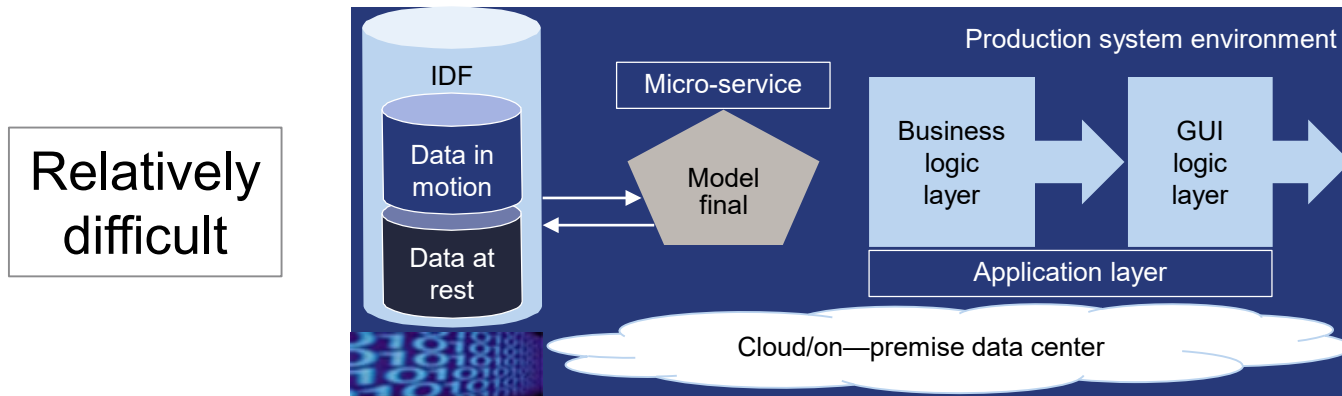 Relatively
difficult
Production system environment
IDF
Data in
motion
Data at
rest
Micro-service
Model
final
Business
logic
layer
GUI
logic
layer
Application layer
Cloud/on—premise data center